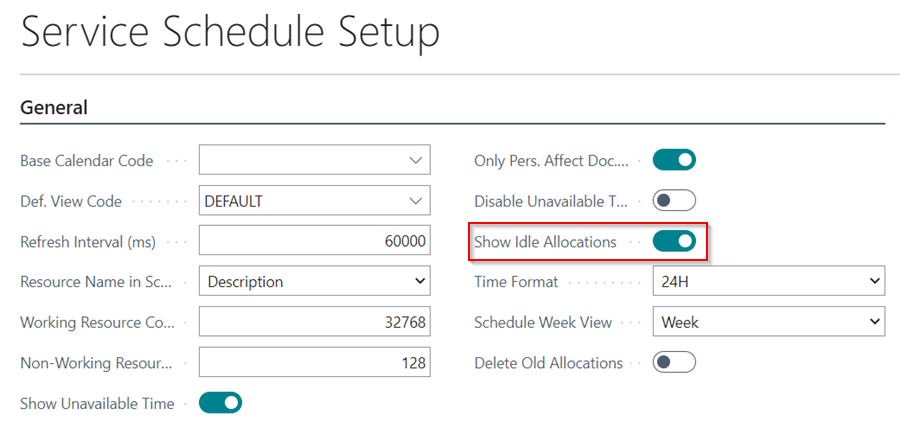 Service Schedule Setup
General
Base Calendar Code
Def. View Code DEFAULT
Refresh Interval (ms) 60000
Resource Name in Sc... Description
Working Resource Co... 32768
Non-Working Resour... 128
Show Unavailable Time
Only Pers. Affect Doc....
Disable Unavailable T...
Show Idle Allocations
Time Format 24H
Schedule Week View Week
Delete Old Allocations